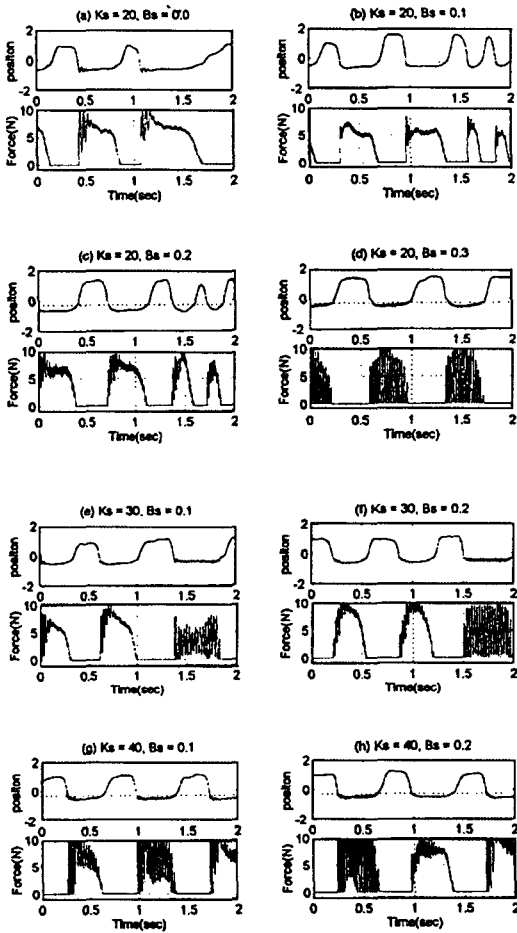 (a) Ks = 20, Bs = 0.0
positon
2
0
-2
0 0.5 1 1.5 2
Force(N)
10
5
0
0 0.5 1 1.5 2
Time(sec)
(b) Ks = 20, Bs = 0.1
positon
2
0
-2
0 0.5 1 1.5 2
Force(N)
10
5
0
0 0.5 1 1.5 2
Time(sec)
(c) Ks = 20, Bs = 0.2
positon
2
0
-2
0 0.5 1 1.5 2
Force(N)
10
5
0
0 0.5 1 1.5 2
Time(sec)
(d) Ks = 20, Bs = 0.3
positon
2
0
-2
0 0.5 1 1.5 2
Force(N)
10
5
0
0 0.5 1 1.5 2
Time(sec)
(e) Ks = 30, Bs = 0.1
positon
2
0
-2
0 0.5 1 1.5 2
Force(N)
10
5
0
0 0.5 1 1.5 2
Time(sec)
(f) Ks = 30, Bs = 0.2
positon
2
0
-2
0 0.5 1 1.5 2
Force(N)
10
5
0
0 0.5 1 1.5 2
Time(sec)
(g) Ks = 40, Bs = 0.1
positon
2
0
-2
0 0.5 1 1.5 2
Force(N)
10
5
0
0 0.5 1 1.5 2
Time(sec)
(h) Ks = 40, Bs = 0.2
positon
2
0
-2
0 0.5 1 1.5 2
Force(N)
10
5
0
0 0.5 1 1.5 2
Time(sec)